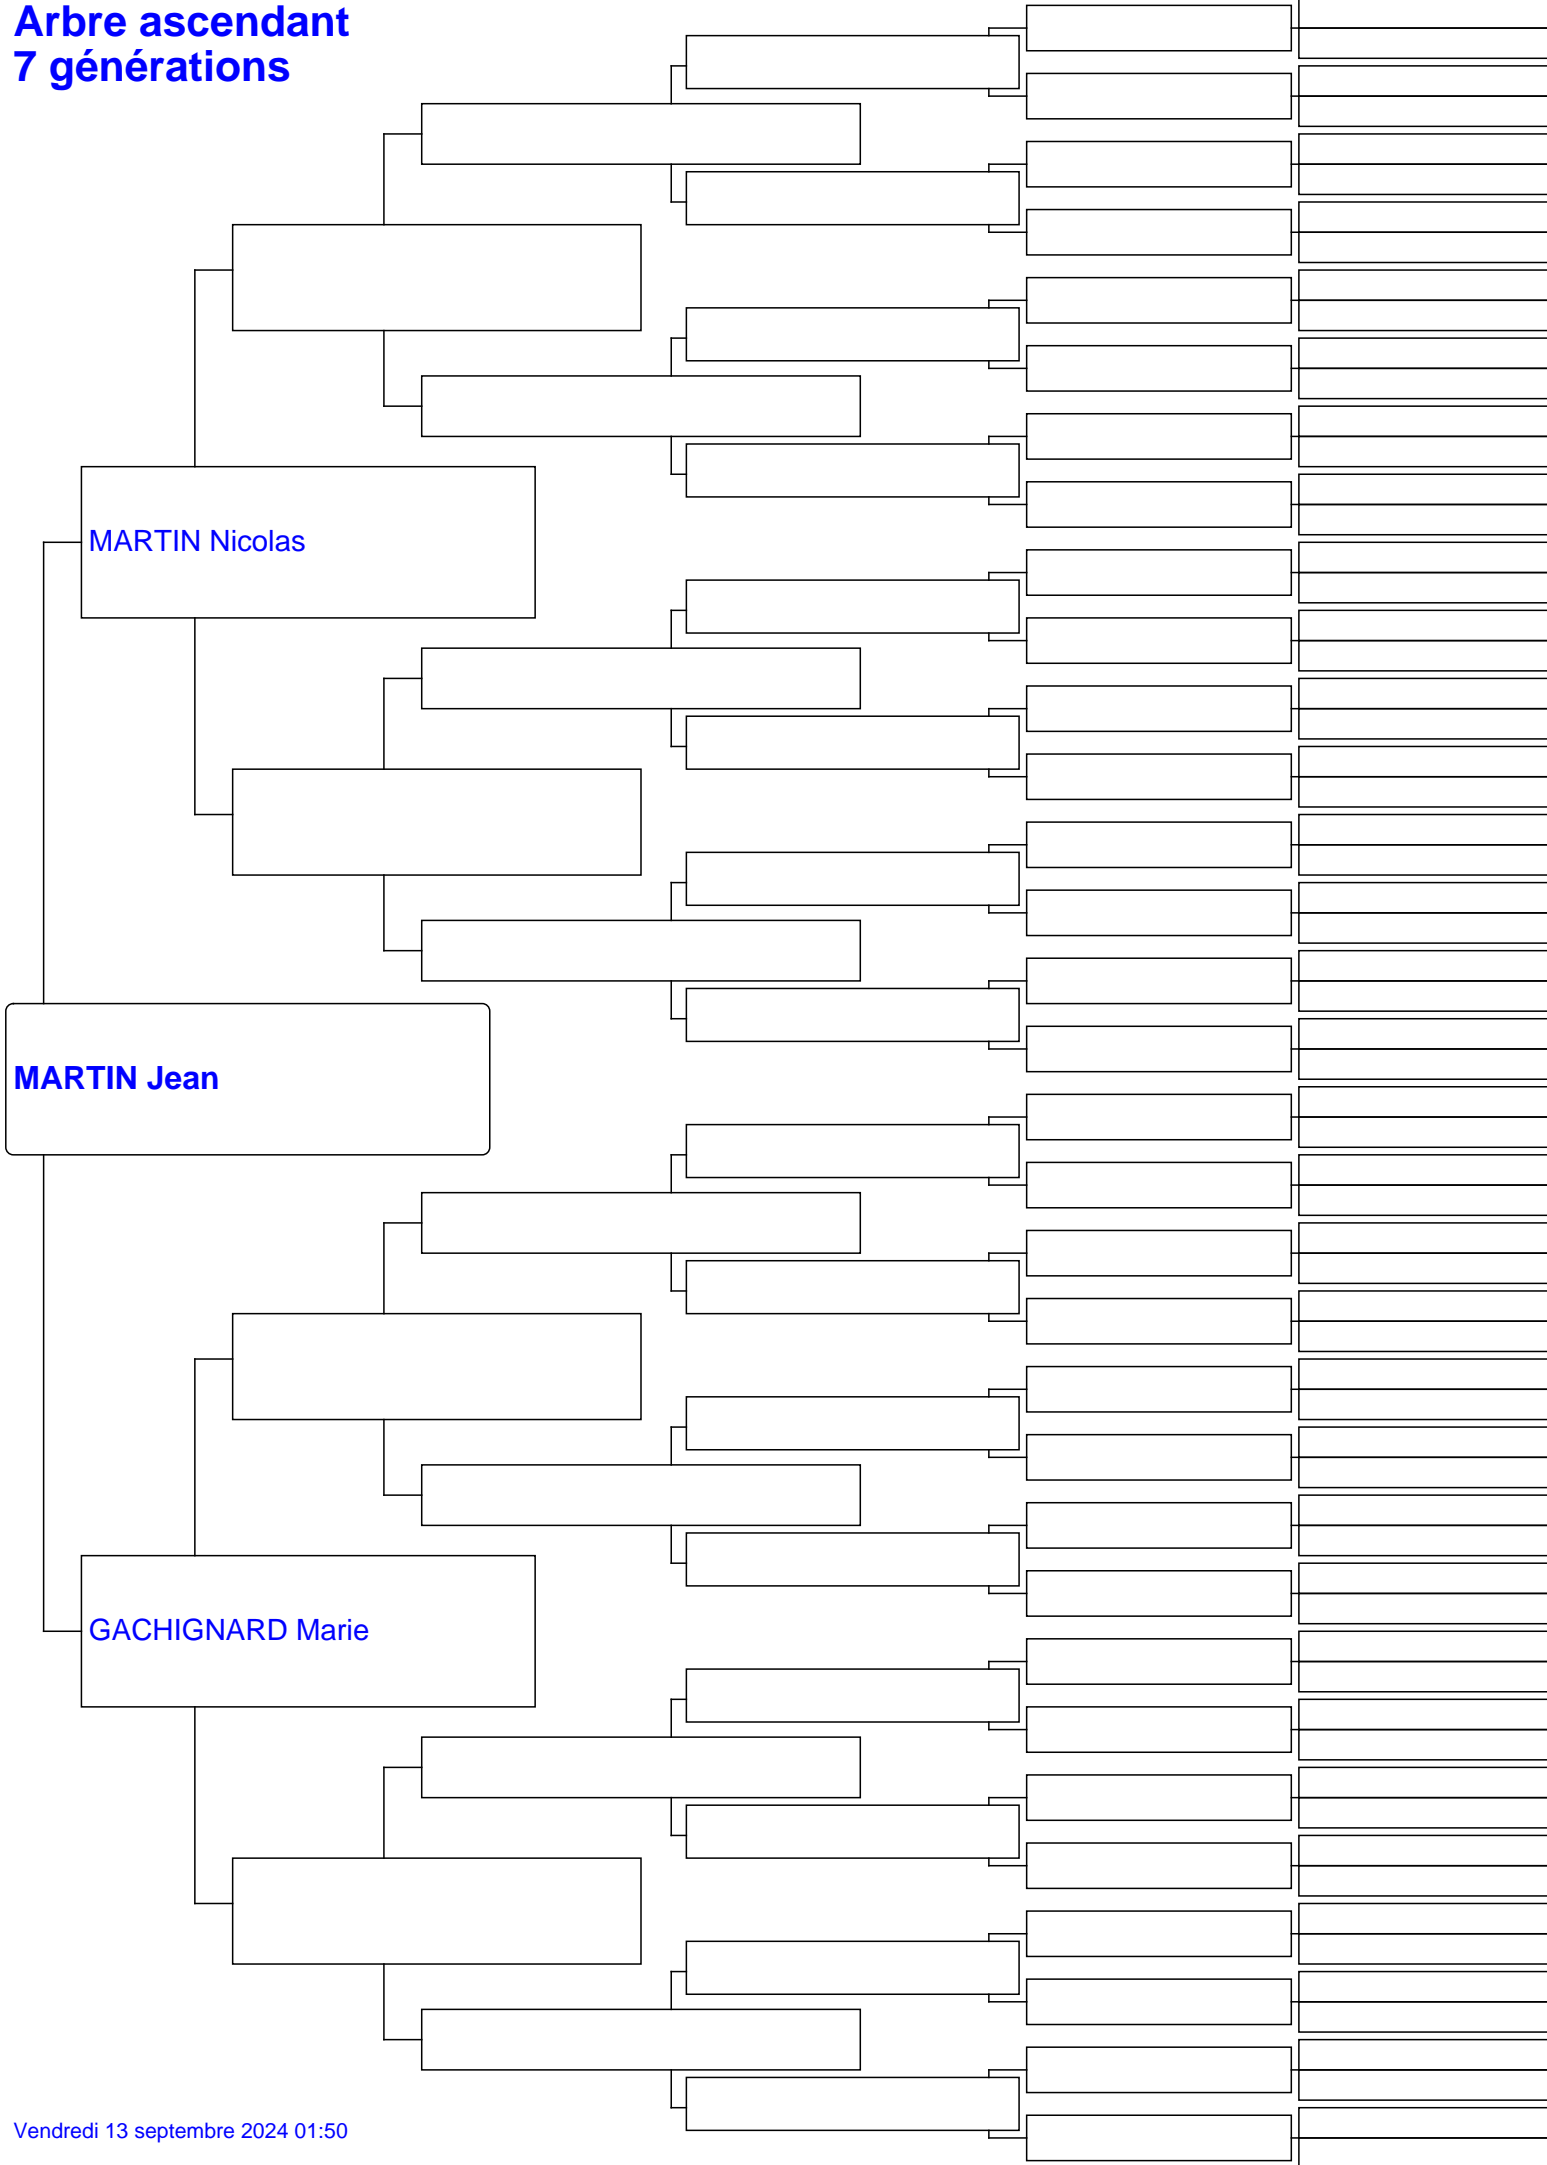 Arbre ascendant
7 générations
MARTIN Nicolas
MARTIN Jean
GACHIGNARD Marie
Vendredi 13 septembre 2024 01:50